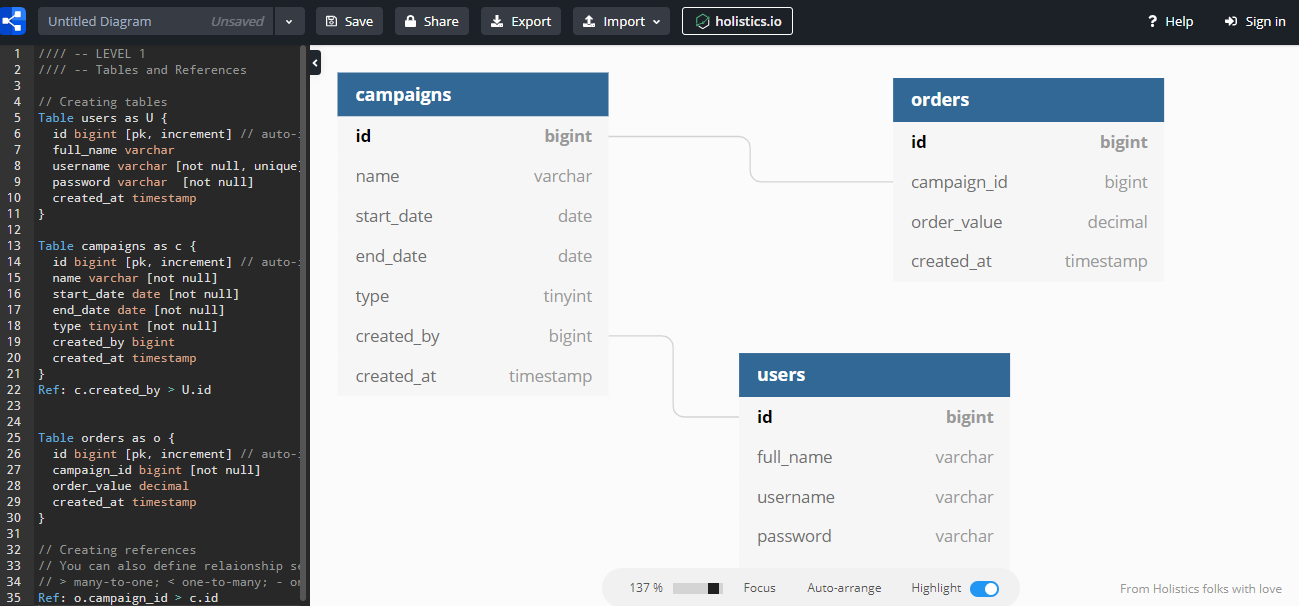 Untitled Diagram Unsaved Save Share Export Import holistics.io Help Sign in
1 //// -- LEVEL 1
2 //// -- Tables and References
3
4 // Creating tables
5 Table users as U {
6 id bigint [pk, increment] // auto-
7 full_name varchar
8 username varchar [not null, unique]
9 password varchar [not null]
10 created_at timestamp
11 }
12
13 Table campaigns as c {
14 id bigint [pk, increment] // auto-
15 name varchar [not null]
16 start_date date [not null]
17 end_date date [not null]
18 type tinyint [not null]
19 created_by bigint
20 created_at timestamp
21 }
22 Ref: c.created_by > U.id
23
24
25 Table orders as o {
26 id bigint [pk, increment] // auto-
27 campaign_id bigint [not null]
28 order_value decimal
29 created_at timestamp
30 }
31
32 // Creating references
33 // You can also define relaionship se
34 // > many-to-one; < one-to-many; - on
35 Ref: o.campaign_id > c.id
campaigns
id bigint
name varchar
start_date date
end_date date
type tinyint
created_by bigint
created_at timestamp
orders
id bigint
campaign_id bigint
order_value decimal
created_at timestamp
users
id bigint
full_name varchar
username varchar
password varchar
137 % Focus Auto-arrange Highlight
From Holistics folks with love